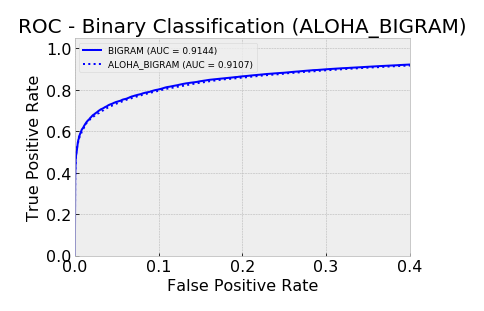 ROC - Binary Classification (ALOHA_BIGRAM)
BIGRAM (AUC = 0.9144)
ALOHA_BIGRAM (AUC = 0.9107)
True Positive Rate
1.0
0.8
0.6
0.4
0.2
0.0
0.0 0.1 0.2 0.3 0.4
False Positive Rate